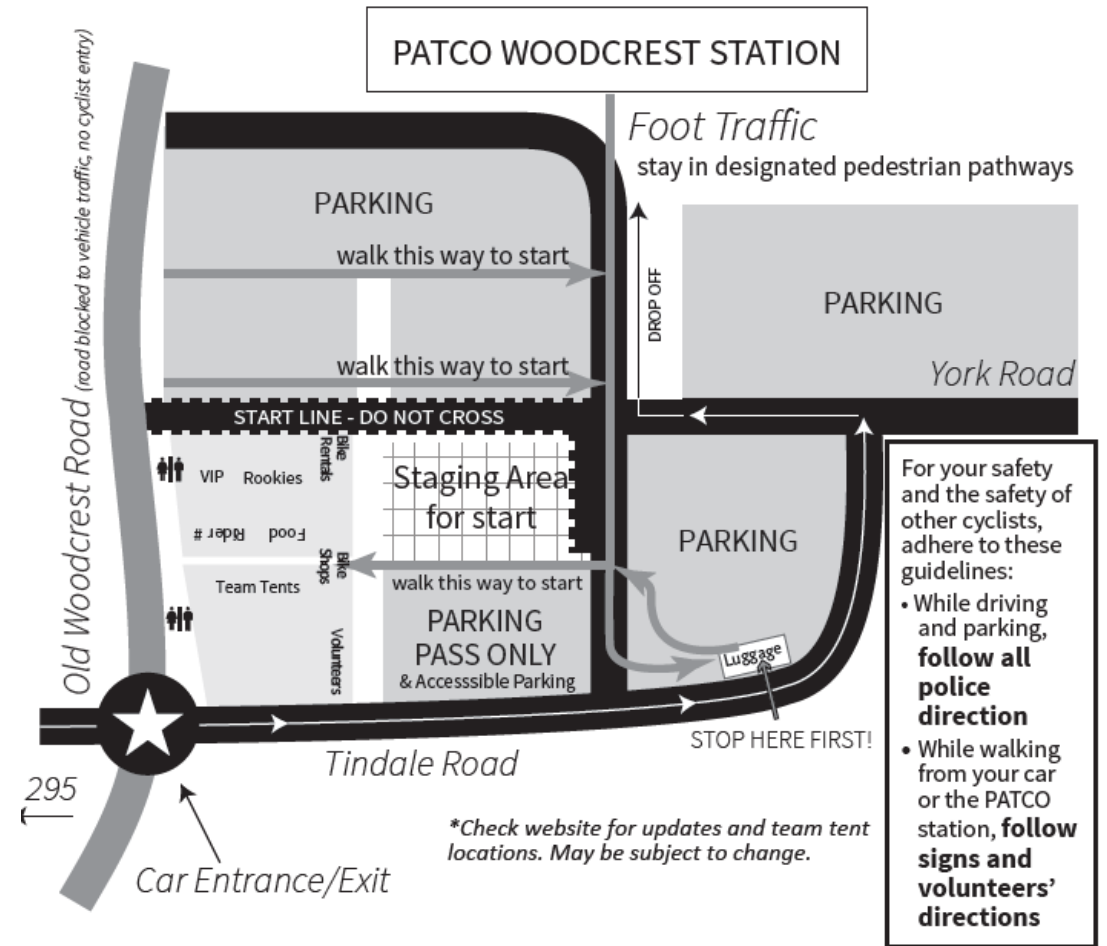 PATCO WOODCREST STATION
Foot Traffic
stay in designated pedestrian pathways
Old Woodcrest Road (road blocked to vehicle traffic, no cyclist entry)
PARKING
walk this way to start
DROP OFF
PARKING
walk this way to start
York Road
START LINE - DO NOT CROSS
VIP
Rookies
Bike
Rentals
Rider #
Food
Bike
Shops
Team Tents
Volunteers
Staging Area
for start
walk this way to start
PARKING
PASS ONLY
& Accesssible Parking
PARKING
Luggage
STOP HERE FIRST!
Tindale Road
295
Car Entrance/Exit
*Check website for updates and team tent
locations. May be subject to change.
For your safety
and the safety of
other cyclists,
adhere to these
guidelines:
• While driving
and parking,
follow all
police
direction
• While walking
from your car
or the PATCO
station, follow
signs and
volunteers’
directions